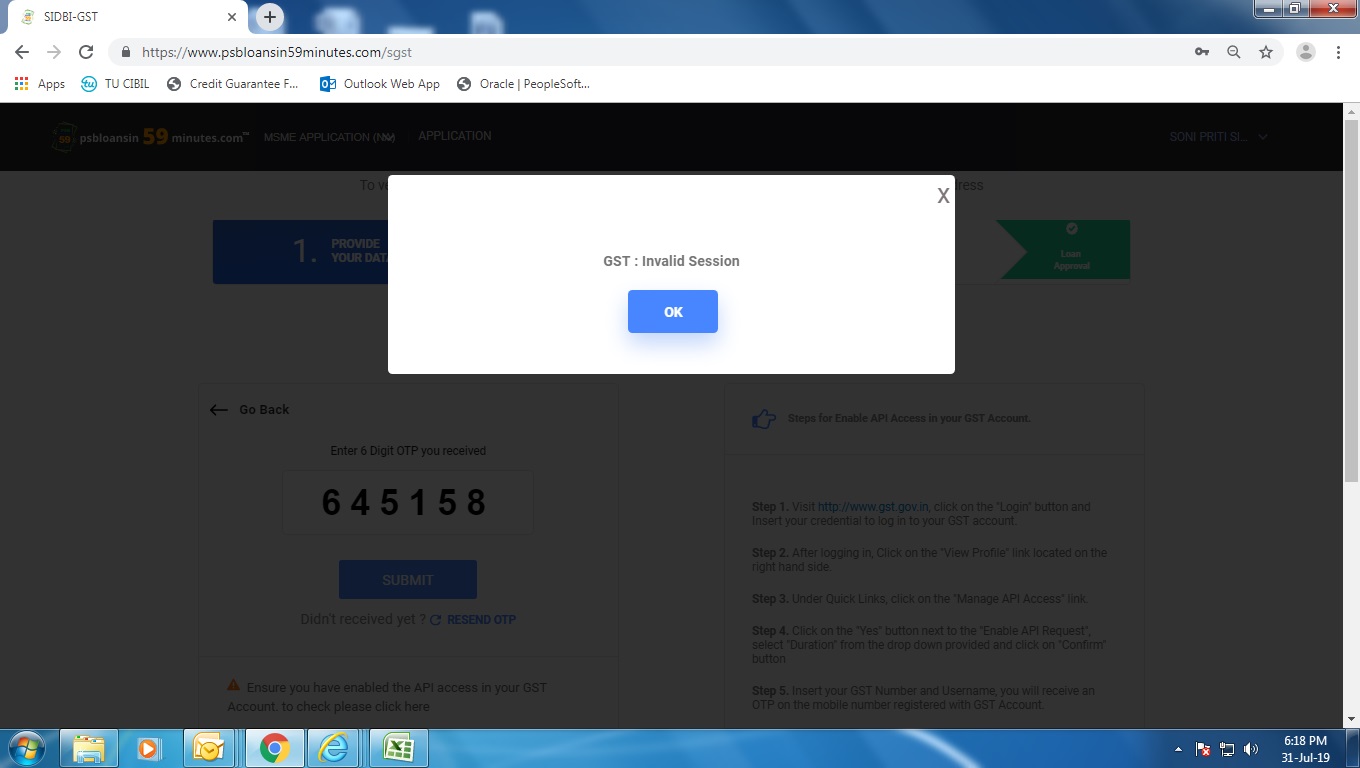 SIDBI-GST
https://www.psbloansin59minutes.com/sgst
Apps TU CIBIL Credit Guarantee F... Outlook Web App Oracle | PeopleSoft...
psbloansin 59 minutes.com™ MSME APPLICATION APPLICATION SONI PRITI SI...
To
X
1. PROVIDE
YOUR
GST : Invalid Session
OK
Loan
Approval
Go Back
Enter 6 Digit OTP you received
645158
SUBMIT
Didn't received yet ? RESEND OTP
Ensure you have enabled the API access in your GST
Account. to check please click here
Steps for Enable API Access in your GST Account.
Step 1. Visit http://www.gst.gov.in, click on the "Login" button and
Insert your credential to log in to your GST account.
Step 2. After logging in, Click on the "View Profile" link located on the
right hand side.
Step 3. Under Quick Links, click on the "Manage API Access" link.
Step 4. Click on the "Yes" button next to the "Enable API Request",
select "Duration" from the drop down provided and click on "Confirm"
button
Step 5. Insert your GST Number and Username, you will receive an
OTP on the mobile number registered with GST Account.
6:18 PM
31-Jul-19